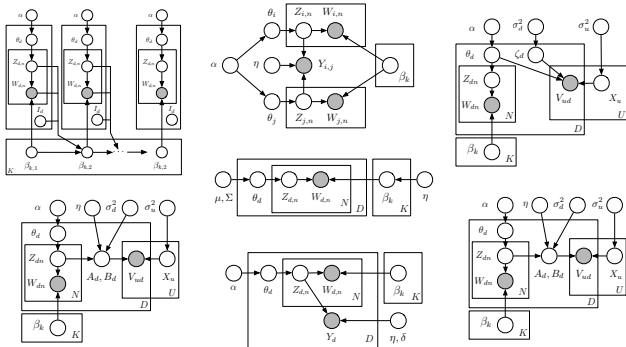 α α α
θ_d θ_d θ_d
Z_{d,n} Z_{d,n} Z_{d,n}
W_{d,n} W_{d,n} W_{d,n}
I_d I_d I_d
β_{k,1} β_{k,2} . . . β_{k,2}
K
θ_i Z_{i,n} W_{i,n}
α η Y_{i,j}
β_k
θ_j Z_{j,n} W_{j,n}
α σ_d^2 σ_u^2
θ_d ζ_d
Z_{dn}
W_{dn} V_{ud} X_u
N D U
β_k K
μ, Σ θ_d Z_{d,n} W_{d,n} β_k η
N D K
α η σ_d^2 σ_u^2
θ_d
Z_{dn}
W_{dn} A_d, B_d V_{ud} X_u
N D U
β_k K
α θ_d Z_{d,n} W_{d,n} β_k
N K
Y_d D η, δ
α η σ_d^2 σ_u^2
θ_d
Z_{dn}
W_{dn} A_d, B_d V_{ud} X_u
N D U
β_k K